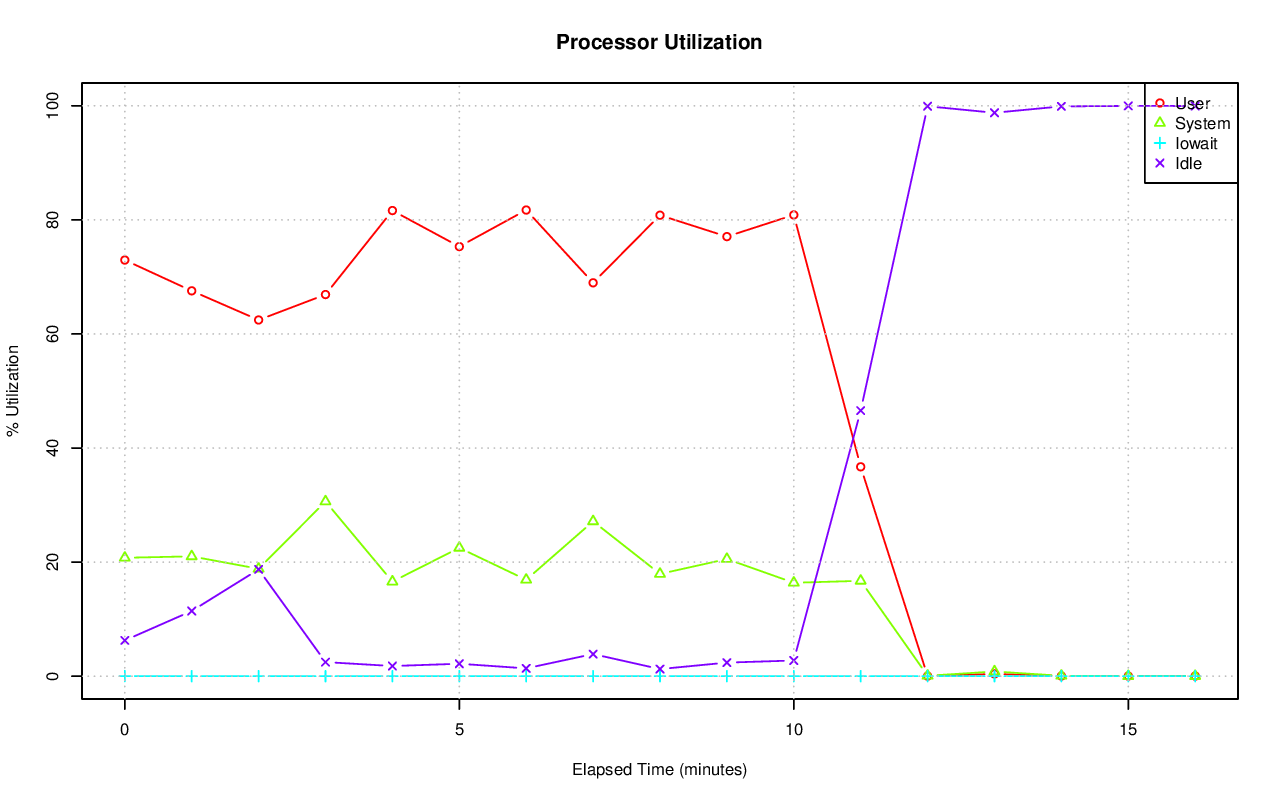 Processor Utilization
% Utilization
100
80
60
40
20
0
User
System
Iowait
Idle
0 5 10 15
Elapsed Time (minutes)